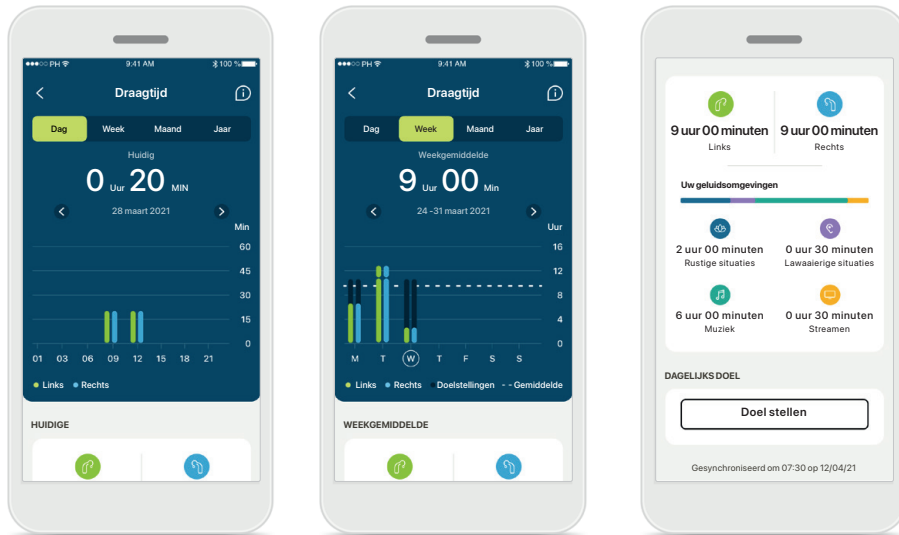 PH 9:41 AM 100 %
Draagtijd
Dag Week Maand Jaar
Huidig
0 Uur 20 MIN
28 maart 2021
Min
60
45
30
15
0
01 03 06 09 12 15 18 21
Links Rechts
HUIDIGE
PH 9:41 AM 100 %
Draagtijd
Dag Week Maand Jaar
Weekgemiddelde
9 Uur 00 Min
24 -31 maart 2021
Uur
16
12
8
4
0
M T W T F S S
Links Rechts Doelstellingen - - Gemiddelde
WEEKGEMIDDELDE
9 uur 00 minuten 9 uur 00 minuten
Links Rechts
Uw geluidsomgevingen
2 uur 00 minuten 0 uur 30 minuten
Rustige situaties Lawaaierige situaties
6 uur 00 minuten 0 uur 30 minuten
Muziek Streamen
DAGELIJKS DOEL
Doel stellen
Gesynchroniseerd om 07:30 op 12/04/21